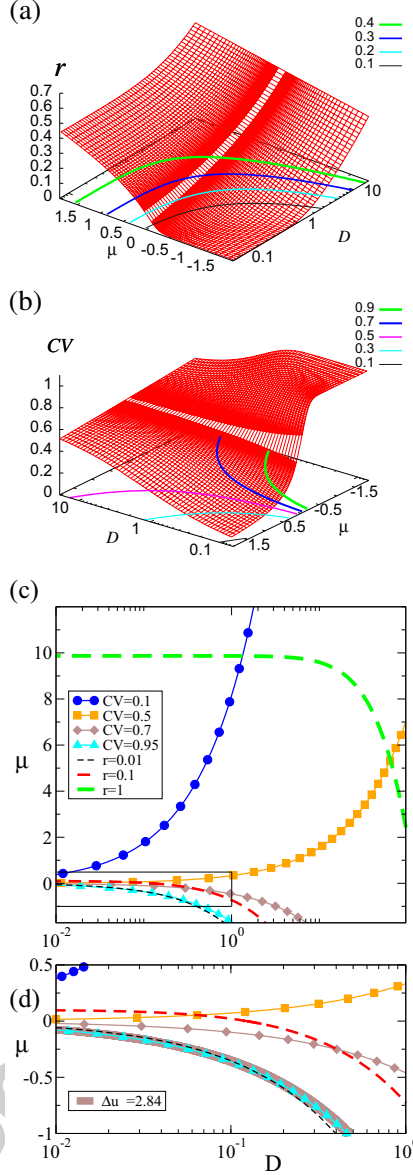 (a)
0.4
0.3
0.2
0.1
r
0.7
0.6
0.5
0.4
0.3
0.2
0.1
0
1.5
1
0.5
0
-0.5
-1
-1.5
μ
0.1
1
10
D
(b)
0.9
0.7
0.5
0.3
0.1
CV
1
0.8
0.6
0.4
0.2
0
10
1
0.1
D
1.5
0.5
-0.5
-1.5
μ
(c)
10
8
6
4
2
0
μ
CV=0.1
CV=0.5
CV=0.7
CV=0.95
r=0.01
r=0.1
r=1
10⁻²
10⁰
(d)
0.5
0
-0.5
-1
μ
Δu =2.84
10⁻²
10⁻¹
D
10⁰